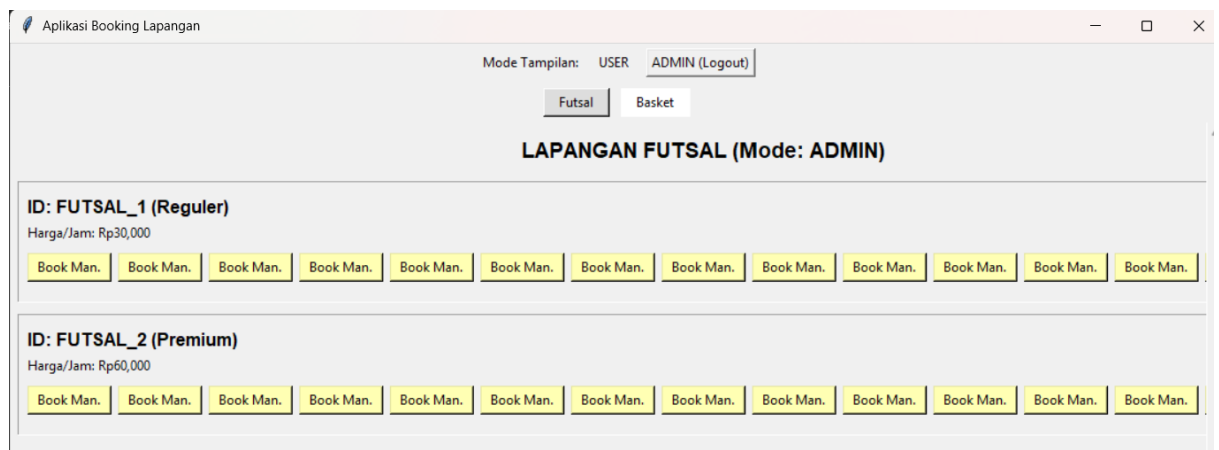 Aplikasi Booking Lapangan
Mode Tampilan: USER ADMIN (Logout)
Futsal Basket
LAPANGAN FUTSAL (Mode: ADMIN)
ID: FUTSAL_1 (Reguler)
Harga/Jam: Rp30,000
Book Man. Book Man. Book Man. Book Man. Book Man. Book Man. Book Man. Book Man. Book Man. Book Man. Book Man. Book Man. Book Man.
ID: FUTSAL_2 (Premium)
Harga/Jam: Rp60,000
Book Man. Book Man. Book Man. Book Man. Book Man. Book Man. Book Man. Book Man. Book Man. Book Man. Book Man. Book Man. Book Man.